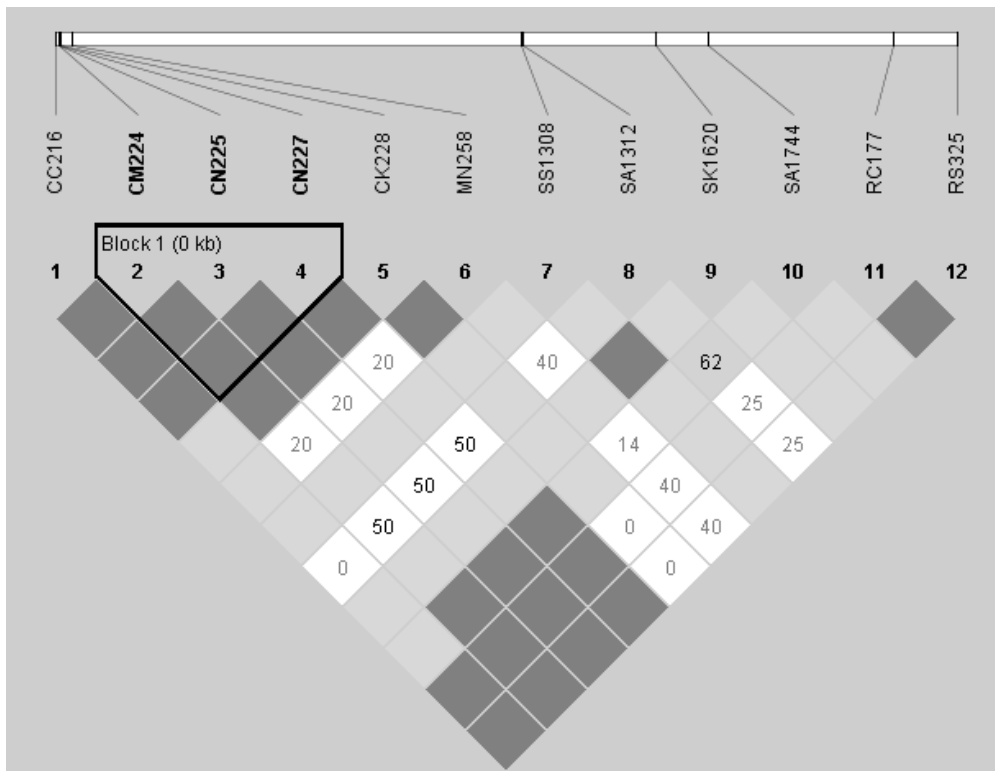 CC216
CM224
CN225
CN227
CK228
MN258
SS1308
SA1312
SK1620
SA1744
RC177
RS325
Block 1 (0 kb)
1 2 3 4 5 6 7 8 9 10 11 12
20 40 62
20 25
20 50 14 25
50 40
50 0 40
0 0